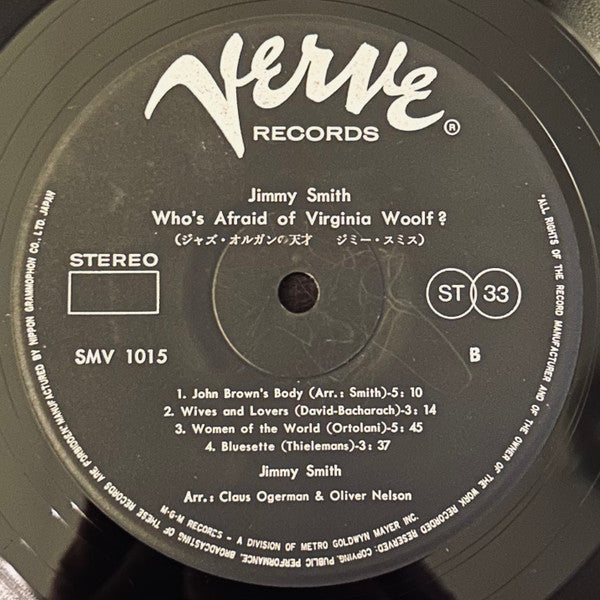 Verve
RECORDS ®
Jimmy Smith
Who's Afraid of Virginia Woolf?
(ジャズ・オルガンの天才 ジミー・スミス)
STEREO
ST 33
SMV 1015
B
1. John Brown's Body (Arr.: Smith)-5: 10
2. Wives and Lovers (David-Bacharach)-3: 14
3. Women of the World (Ortolani)-5: 45
4. Bluesette (Thielemans)-3: 37
Jimmy Smith
Arr.: Claus Ogerman & Oliver Nelson
M-G-M RECORDS - A DIVISION OF METRO GOLDWYN MAYER INC.
"ALL RIGHTS OF THE RECORD MANUFACTURER AND OF THE OWNER OF THE WORK RECORDED RESERVED: COPYING, PUBLIC PERFORMANCE, BROADCASTING OF THESE RECORDS ARE FORBIDDEN" MANUFACTURED BY NIPPON GRAMMOPHON CO., LTD. JAPAN